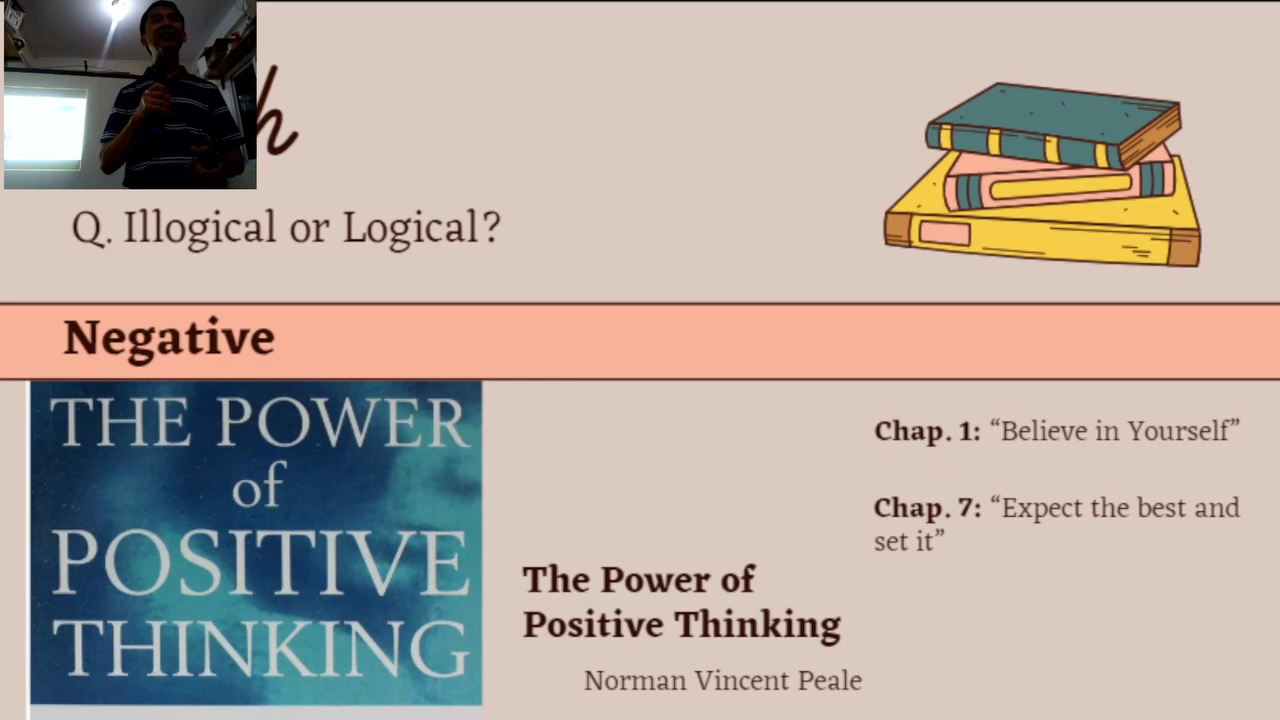 h
Q. Illogical or Logical?
Negative
THE POWER
of
POSITIVE
THINKING
Chap. 1: “Believe in Yourself”
Chap. 7: “Expect the best and
set it”
The Power of
Positive Thinking
Norman Vincent Peale